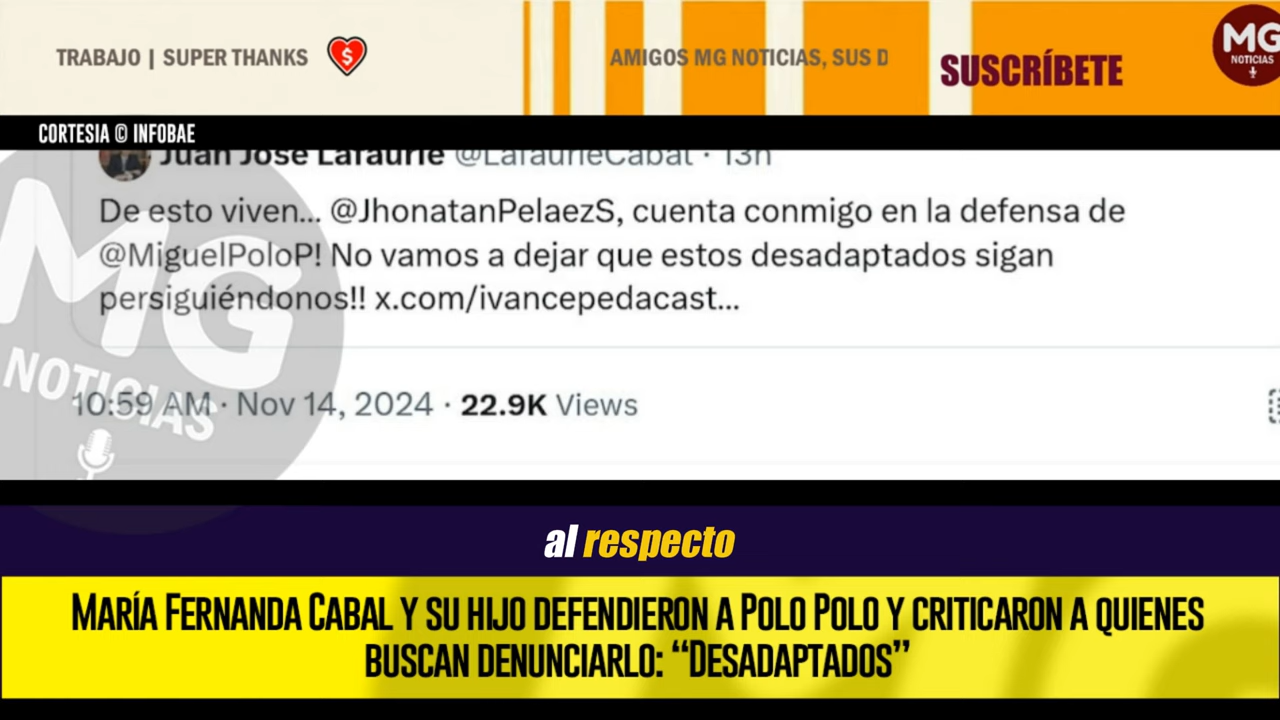 TRABAJO | SUPER THANKS
AMIGOS MG NOTICIAS, SUS D
SUSCRÍBETE
MG
NOTICIAS
CORTESIA © INFOBAE
Juan José Lafaurie @LafaurieCabal · 13h
De esto viven... @JhonatanPelaezS, cuenta conmigo en la defensa de
@MiguelPoloP! No vamos a dejar que estos desadaptados sigan
persiguiéndonos!! x.com/ivancepedacast...
MG
NOTICIAS
10:59 AM · Nov 14, 2024 · 22.9K Views
al respecto
MARÍA FERNANDA CABAL Y SU HIJO DEFENDIERON A POLO POLO Y CRITICARON A QUIENES
BUSCAN DENUNCIARLO: “DESADAPTADOS”